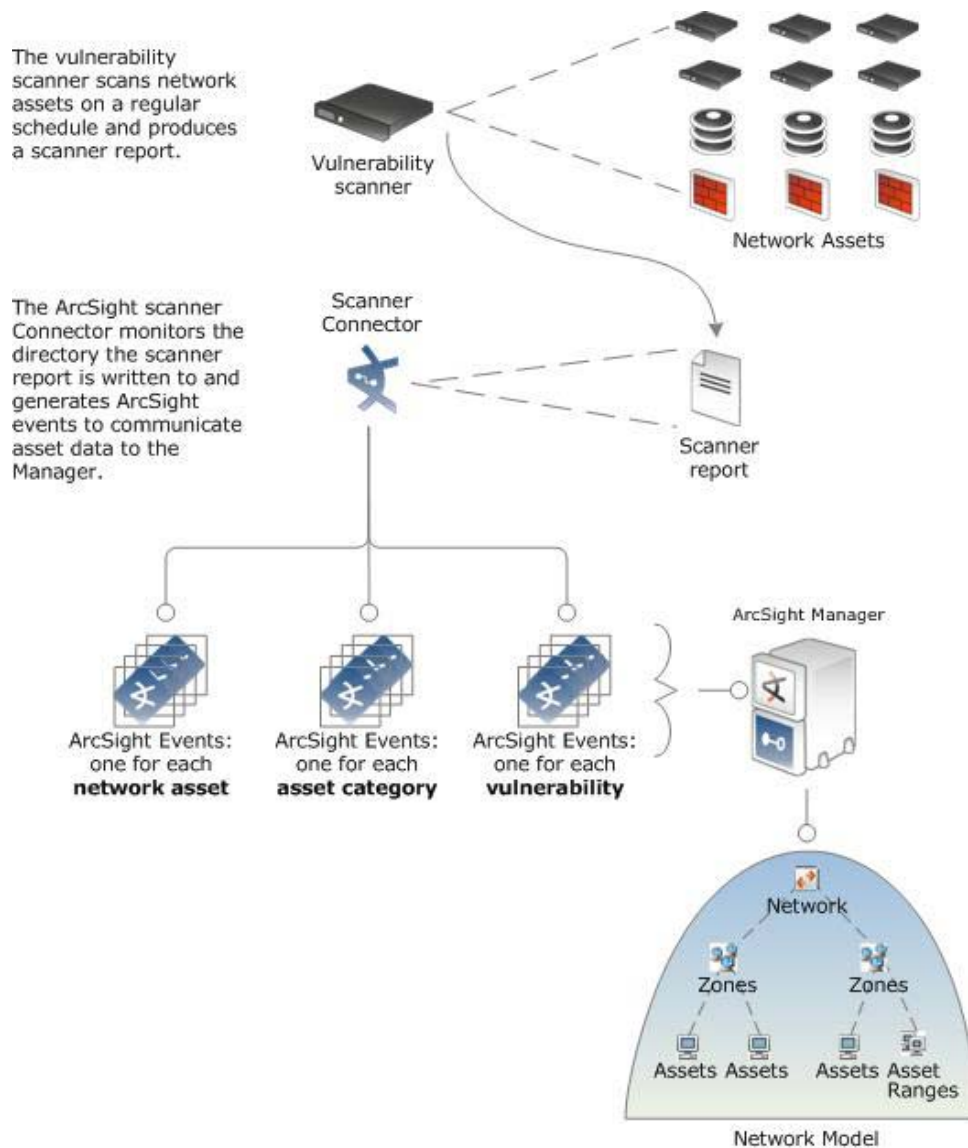 The vulnerability
scanner scans network
assets on a regular
schedule and produces
a scanner report.
Vulnerability
scanner
Network Assets
The ArcSight scanner
Connector monitors the
directory the scanner
report is written to and
generates ArcSight
events to communicate
asset data to the
Manager.
Scanner
Connector
Scanner
report
ArcSight Events:
one for each
network asset
ArcSight Events:
one for each
asset category
ArcSight Events:
one for each
vulnerability
ArcSight Manager
Network
Zones
Zones
Assets
Assets
Assets
Asset
Ranges
Network Model